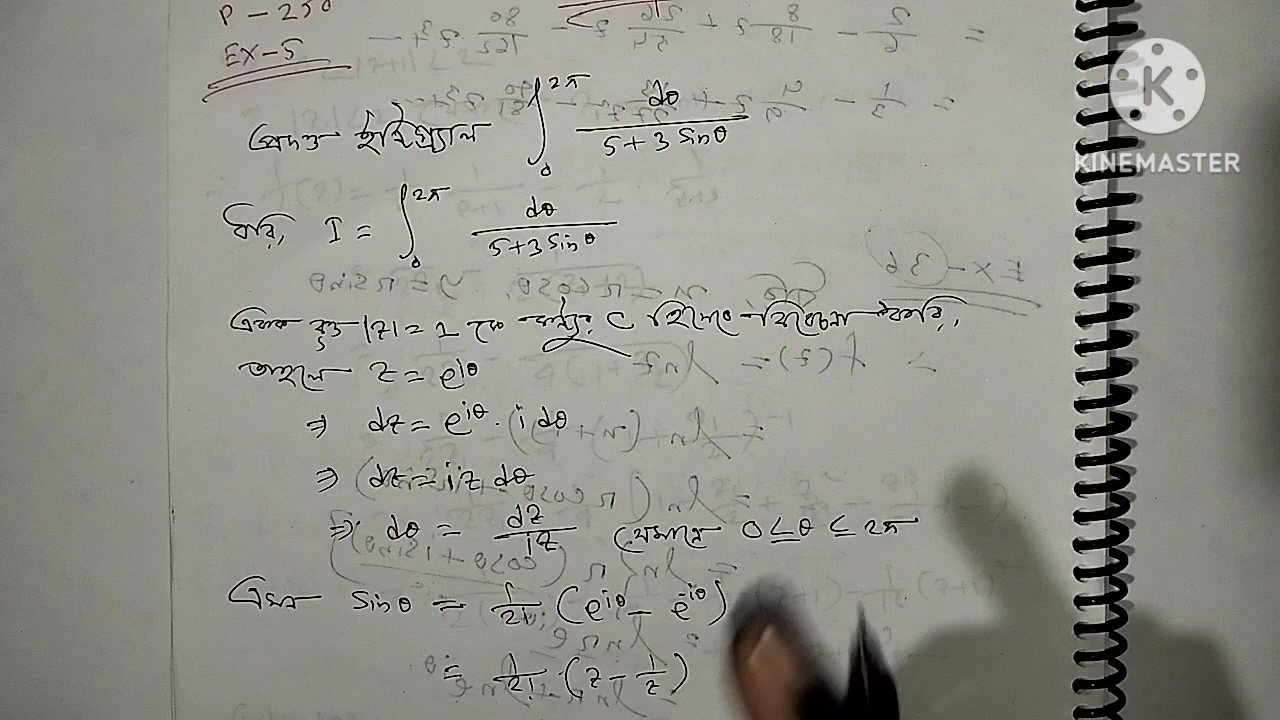 P - 250
EX-5
প্রদত্ত ইন্টিগ্র্যাল ∫₀^2π dθ/(5+3 sinθ)
ধরি, I = ∫₀^2π dθ/(5+3 sinθ)
একক বৃত্ত |z| = 1 কে কন্টুর C হিসেবে বিবেচনা করি,
তাহলে z = e^iθ
⇒ dz = e^iθ · i dθ
⇒ dz = iz dθ
⇒ dθ = dz/iz যেখানে 0 ≤ θ ≤ 2π
এখন sinθ = 1/2i (e^iθ - e^-iθ)
= 1/2i (z - 1/z)
KINEMASTER